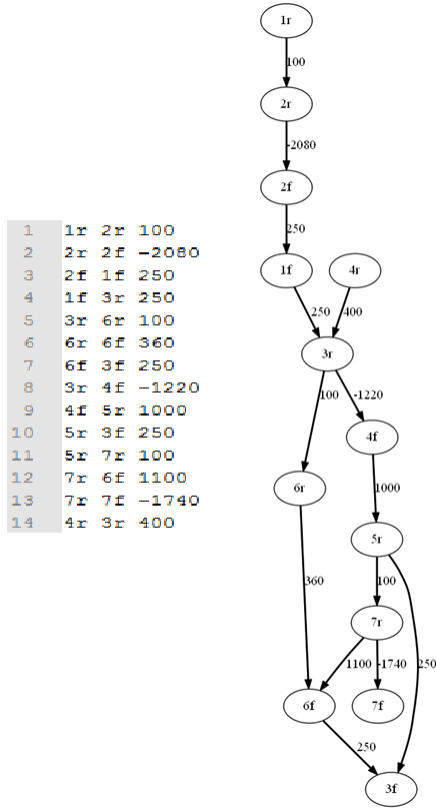 1r
100
2r
-2080
2f
250
1f 4r
250 400
3r
100 -1220
4f
6r 1000
5r
360 100
7r
1100 -1740 250
6f 7f
250
3f
1 1r 2r 100
2 2r 2f -2080
3 2f 1f 250
4 1f 3r 250
5 3r 6r 100
6 6r 6f 360
7 6f 3f 250
8 3r 4f -1220
9 4f 5r 1000
10 5r 3f 250
11 5r 7r 100
12 7r 6f 1100
13 7r 7f -1740
14 4r 3r 400